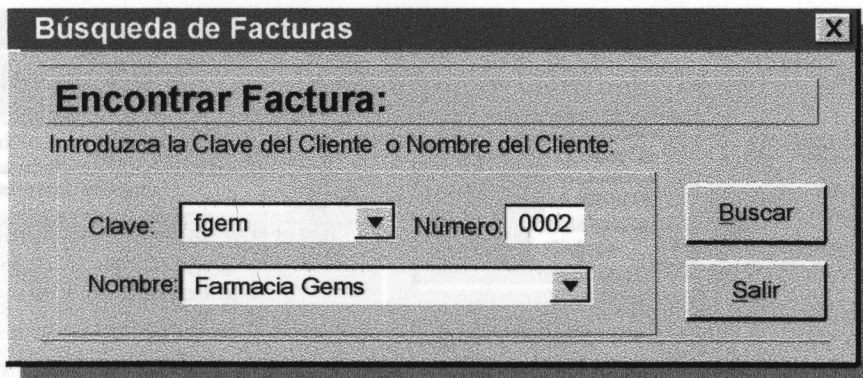 Búsqueda de Facturas X
Encontrar Factura:
Introduzca la Clave del Cliente o Nombre del Cliente:
Clave: fgem Número: 0002 Buscar
Nombre: Farmacia Gems Salir